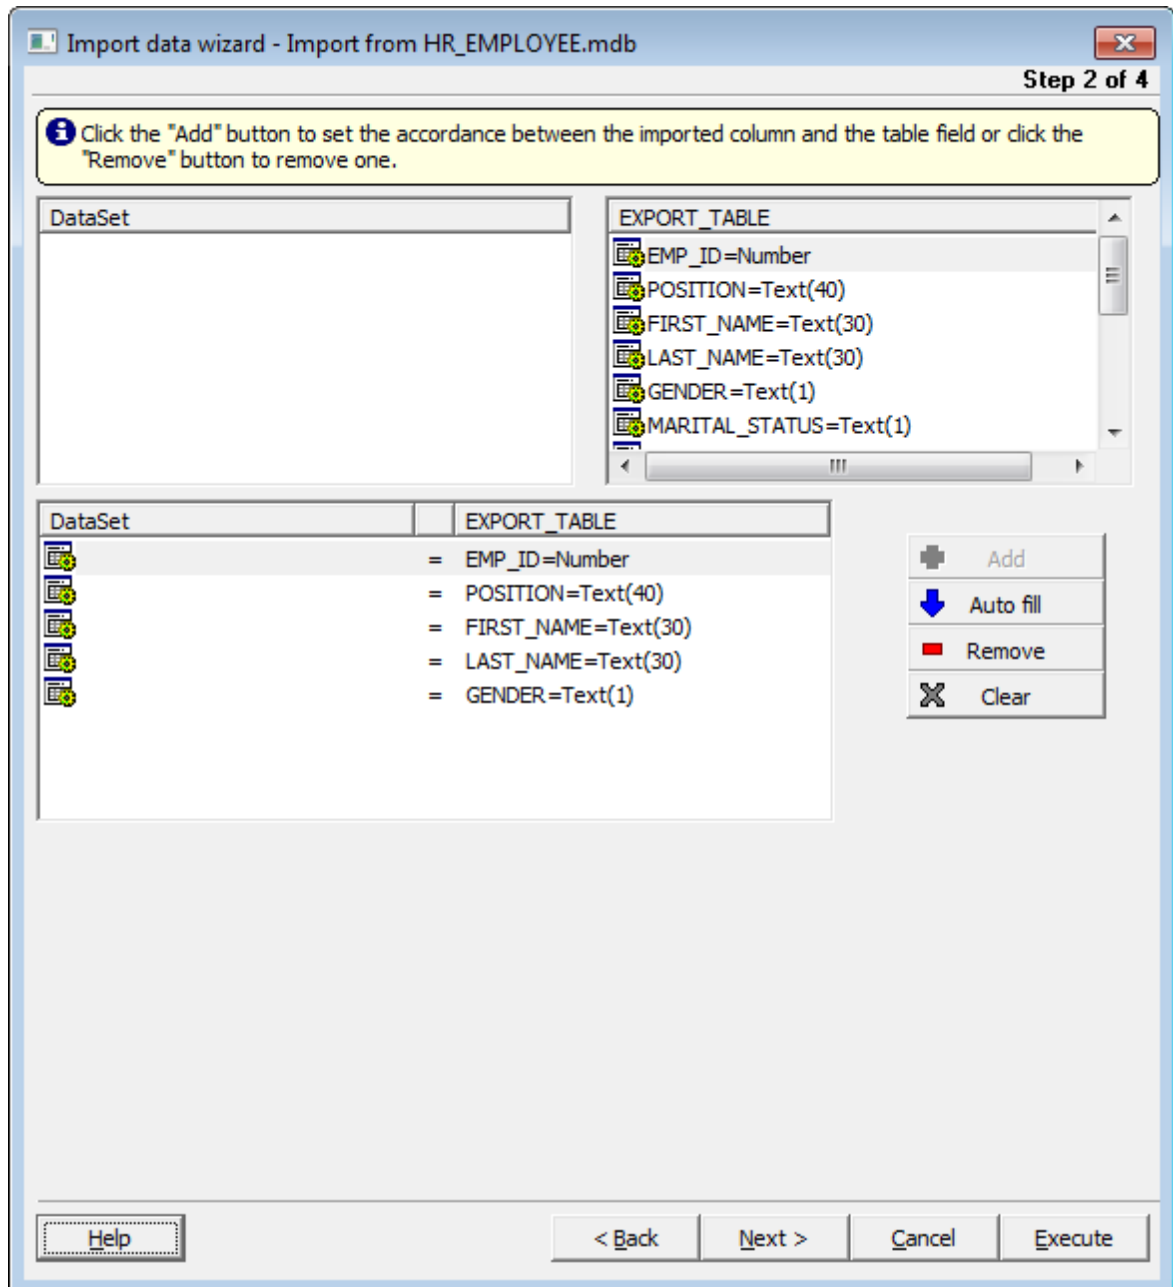 Import data wizard - Import from HR_EMPLOYEE.mdb
Step 2 of 4
Click the "Add" button to set the accordance between the imported column and the table field or click the
"Remove" button to remove one.
DataSet
EXPORT_TABLE
EMP_ID=Number
POSITION=Text(40)
FIRST_NAME=Text(30)
LAST_NAME=Text(30)
GENDER=Text(1)
MARITAL_STATUS=Text(1)
DataSet EXPORT_TABLE
= EMP_ID=Number
= POSITION=Text(40)
= FIRST_NAME=Text(30)
= LAST_NAME=Text(30)
= GENDER=Text(1)
Add
Auto fill
Remove
Clear
Help < Back Next > Cancel Execute